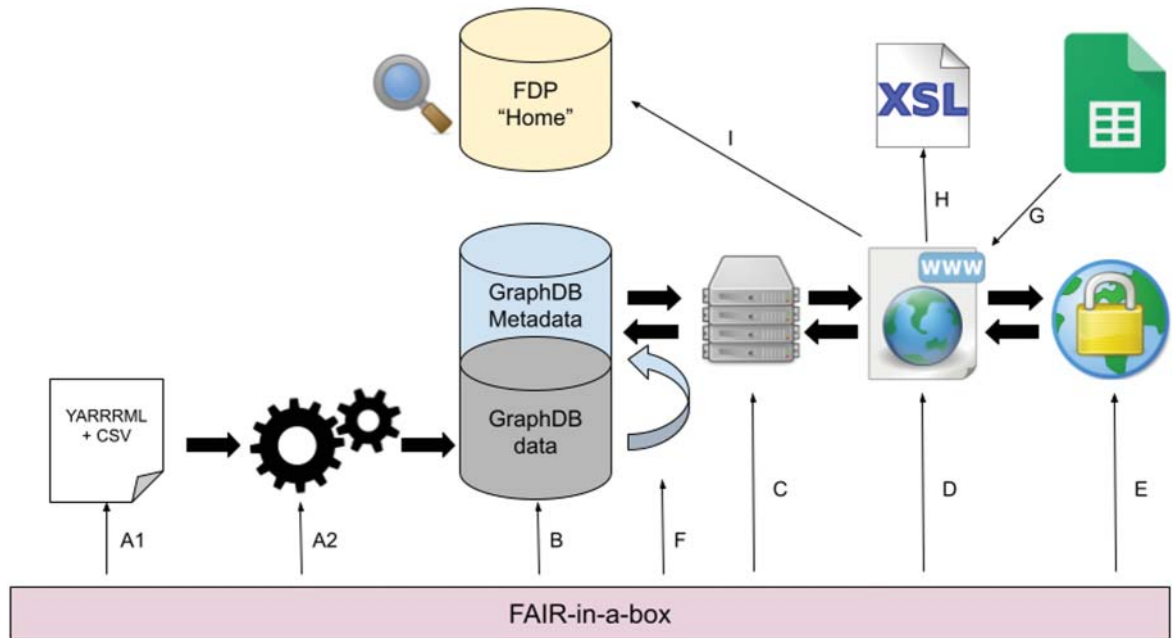 FDP
“Home”
XSL
I
H
G
WWW
GraphDB
Metadata
GraphDB
data
YARRRML
+ CSV
A1
A2
B
F
C
D
E
FAIR-in-a-box